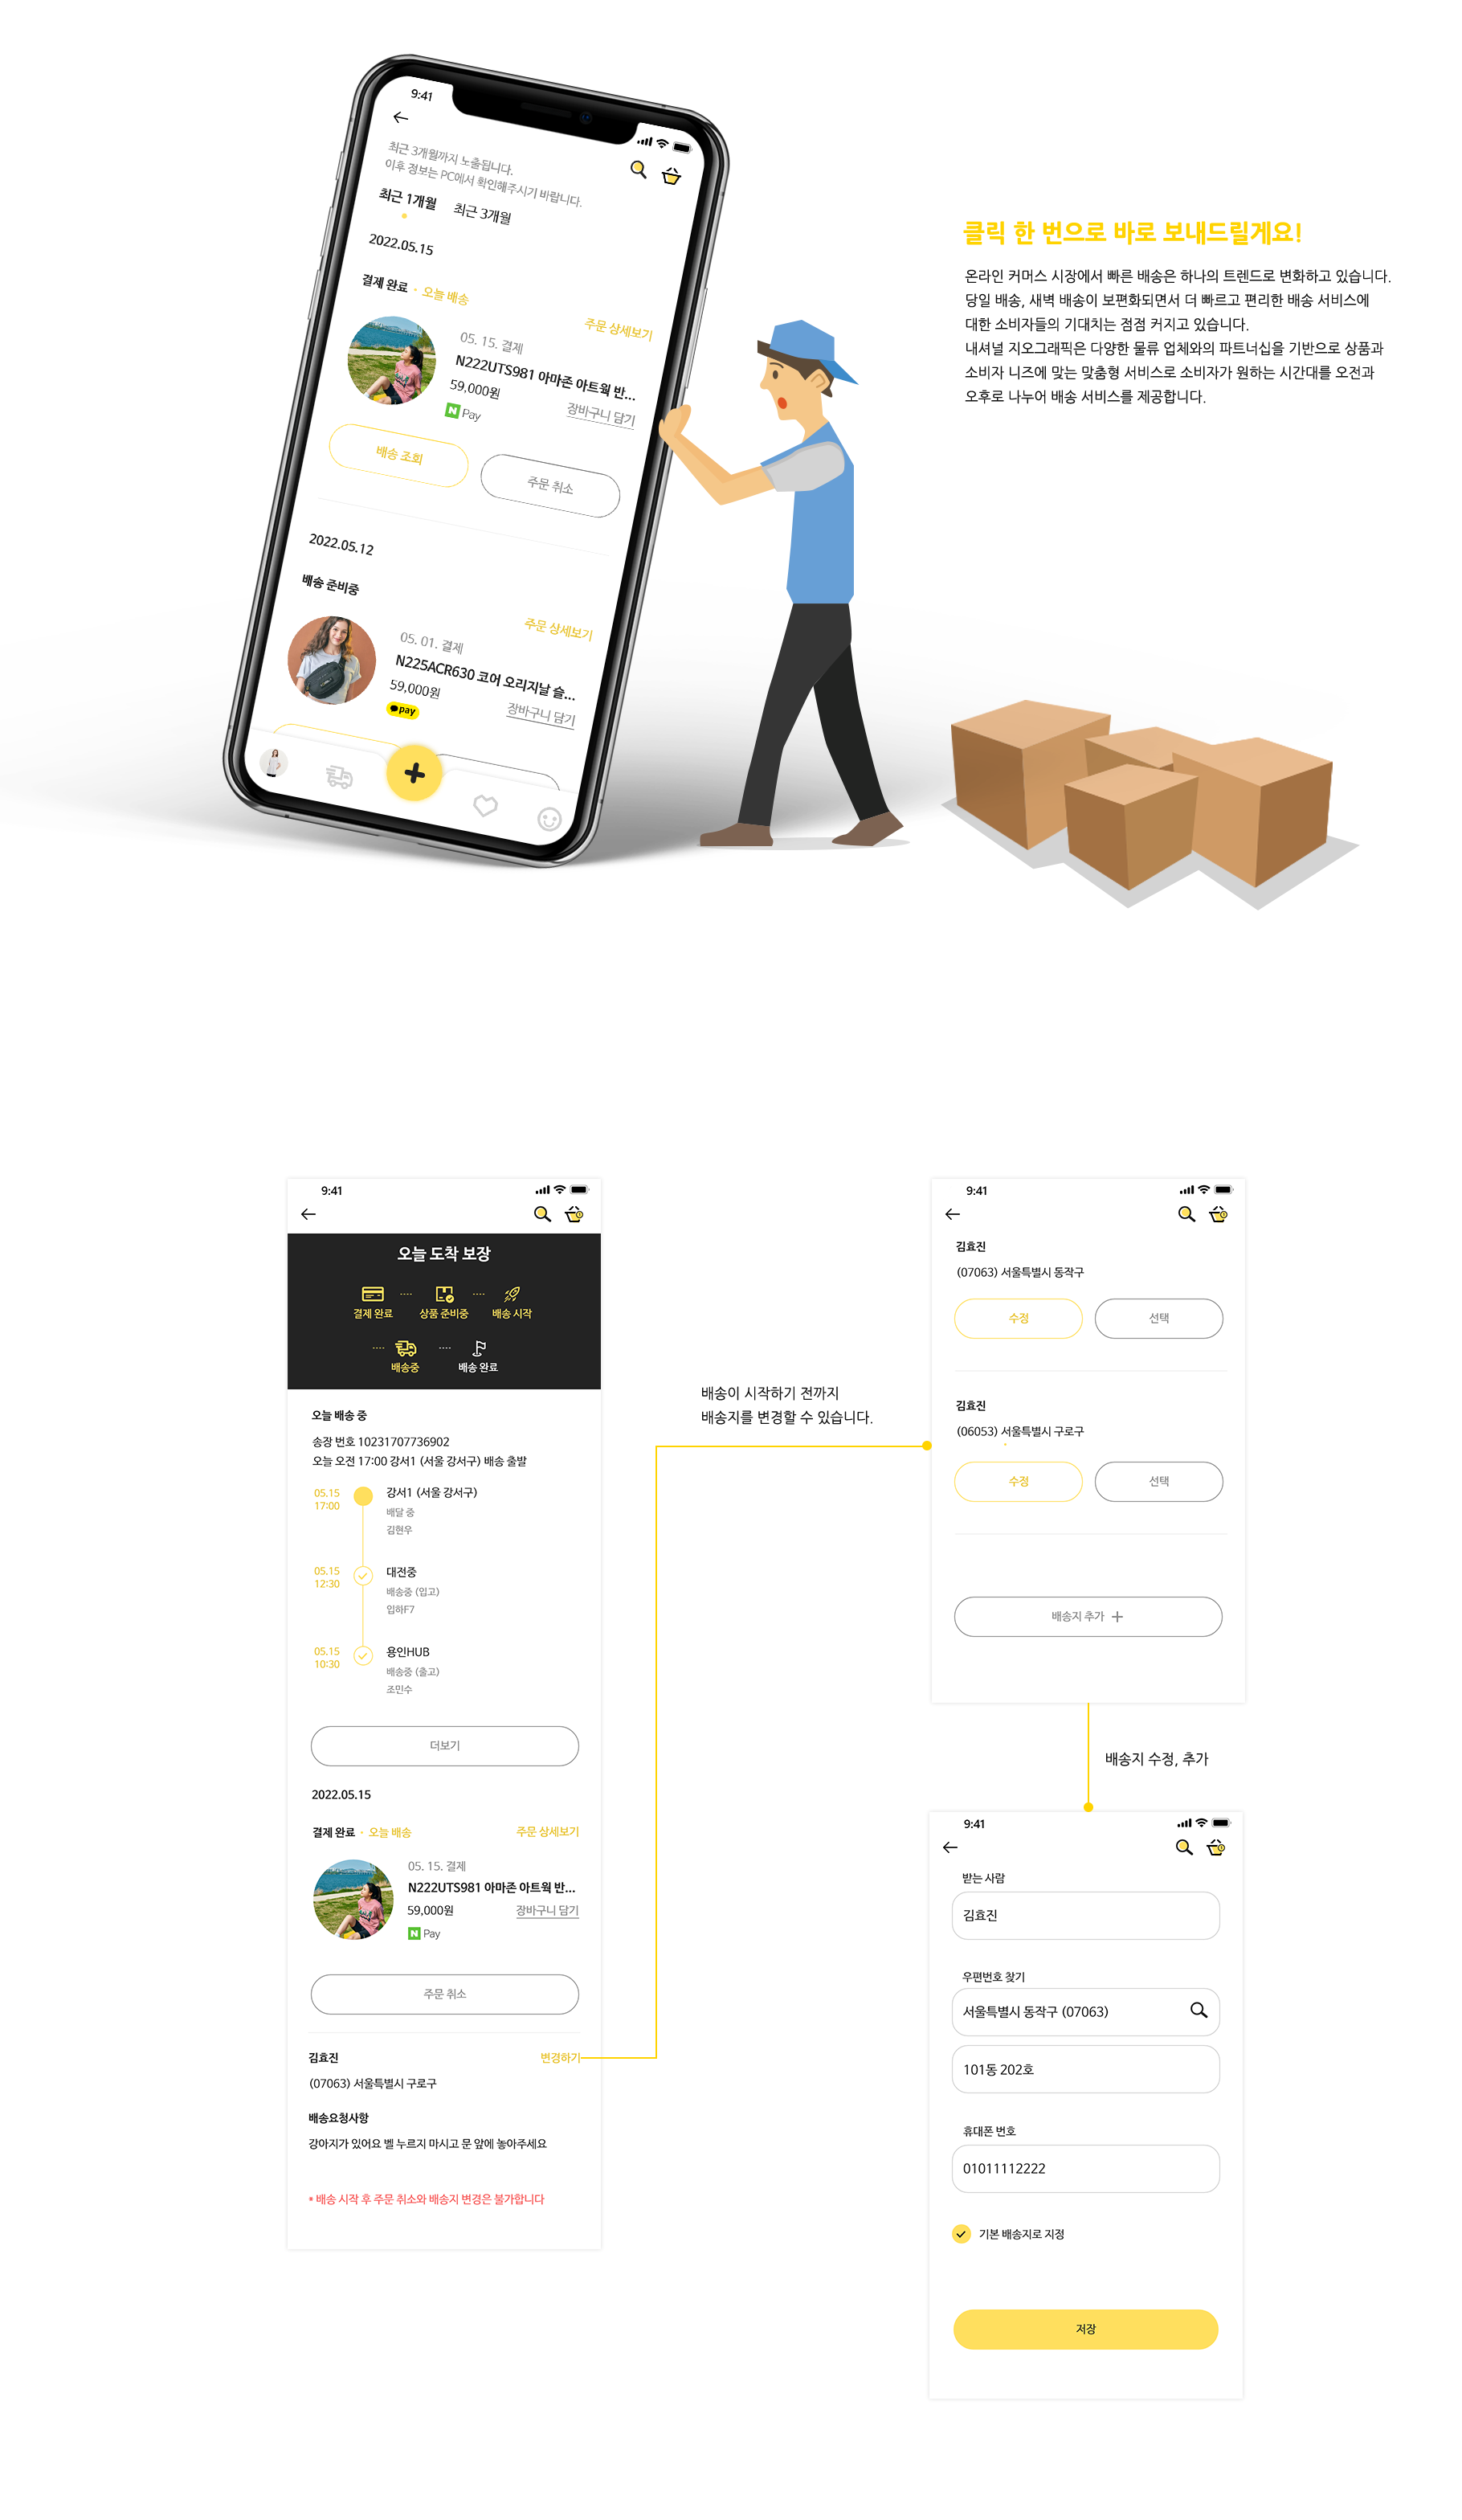 9:41
최근 3개월까지 노출됩니다.
이후 정보는 PC에서 확인해주시기 바랍니다.
최근 1개월 최근 3개월
2022.05.15
결제 완료 · 오늘 배송
주문 상세보기
05. 15. 결제
N222UTS981 아마존 아트웍 반...
59,000원
장바구니 담기
N Pay
배송 조회
주문 취소
2022.05.12
배송 준비중
주문 상세보기
05. 01. 결제
N225ACR630 코어 오리지날 슬...
59,000원
장바구니 담기
pay
클릭 한 번으로 바로 보내드릴게요!
온라인 커머스 시장에서 빠른 배송은 하나의 트렌드로 변화하고 있습니다.
당일 배송, 새벽 배송이 보편화되면서 더 빠르고 편리한 배송 서비스에
대한 소비자들의 기대치는 점점 커지고 있습니다.
내셔널 지오그래픽은 다양한 물류 업체와의 파트너십을 기반으로 상품과
소비자 니즈에 맞는 맞춤형 서비스로 소비자가 원하는 시간대를 오전과
오후로 나누어 배송 서비스를 제공합니다.
9:41
오늘 도착 보장
결제 완료 상품 준비중 배송 시작
배송중 배송 완료
오늘 배송 중
송장 번호 10231707736902
오늘 오전 17:00 강서1 (서울 강서구) 배송 출발
05.15
17:00
강서1 (서울 강서구)
배달 중
김현우
05.15
12:30
대전중
배송중 (입고)
입하F7
05.15
10:30
용인HUB
배송중 (출고)
조민수
더보기
2022.05.15
결제 완료 · 오늘 배송 주문 상세보기
05. 15. 결제
N222UTS981 아마존 아트웍 반...
59,000원 장바구니 담기
N Pay
주문 취소
김효진 변경하기
(07063) 서울특별시 구로구
배송요청사항
강아지가 있어요 벨 누르지 마시고 문 앞에 놓아주세요
* 배송 시작 후 주문 취소와 배송지 변경은 불가합니다
배송이 시작하기 전까지
배송지를 변경할 수 있습니다.
9:41
김효진
(07063) 서울특별시 동작구
수정 선택
김효진
(06053) 서울특별시 구로구
수정 선택
배송지 추가 +
배송지 수정, 추가
9:41
받는 사람
김효진
우편번호 찾기
서울특별시 동작구 (07063)
101동 202호
휴대폰 번호
01011112222
기본 배송지로 지정
저장